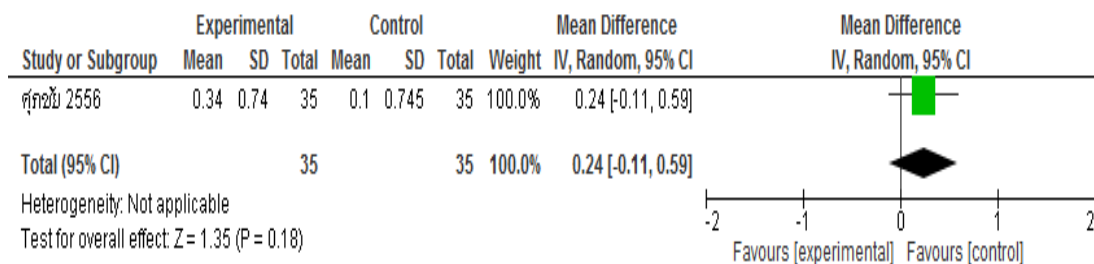 Experimental Control Mean Difference Mean Difference
Study or Subgroup Mean SD Total Mean SD Total Weight IV, Random, 95% CI IV, Random, 95% CI
ศุภชัย 2556 0.34 0.74 35 0.1 0.745 35 100.0% 0.24 [-0.11, 0.59]
Total (95% CI) 35 35 100.0% 0.24 [-0.11, 0.59]
Heterogeneity: Not applicable
Test for overall effect: Z = 1.35 (P = 0.18)
-2 -1 0 1 2
Favours [experimental] Favours [control]